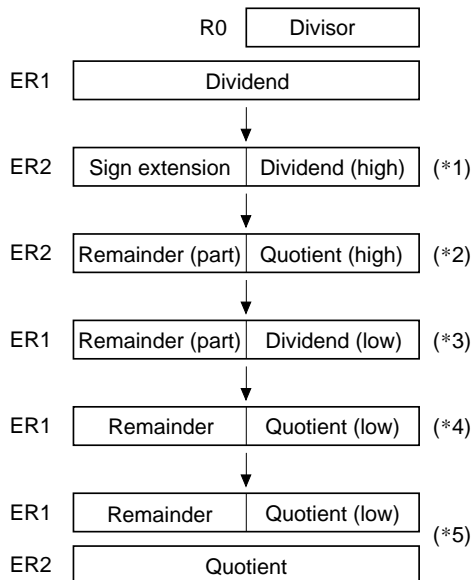 R0 Divisor
ER1 Dividend
ER2 Sign extension Dividend (high) (*1)
ER2 Remainder (part) Quotient (high) (*2)
ER1 Remainder (part) Dividend (low) (*3)
ER1 Remainder Quotient (low) (*4)
ER1 Remainder Quotient (low)
(*5)
ER2 Quotient